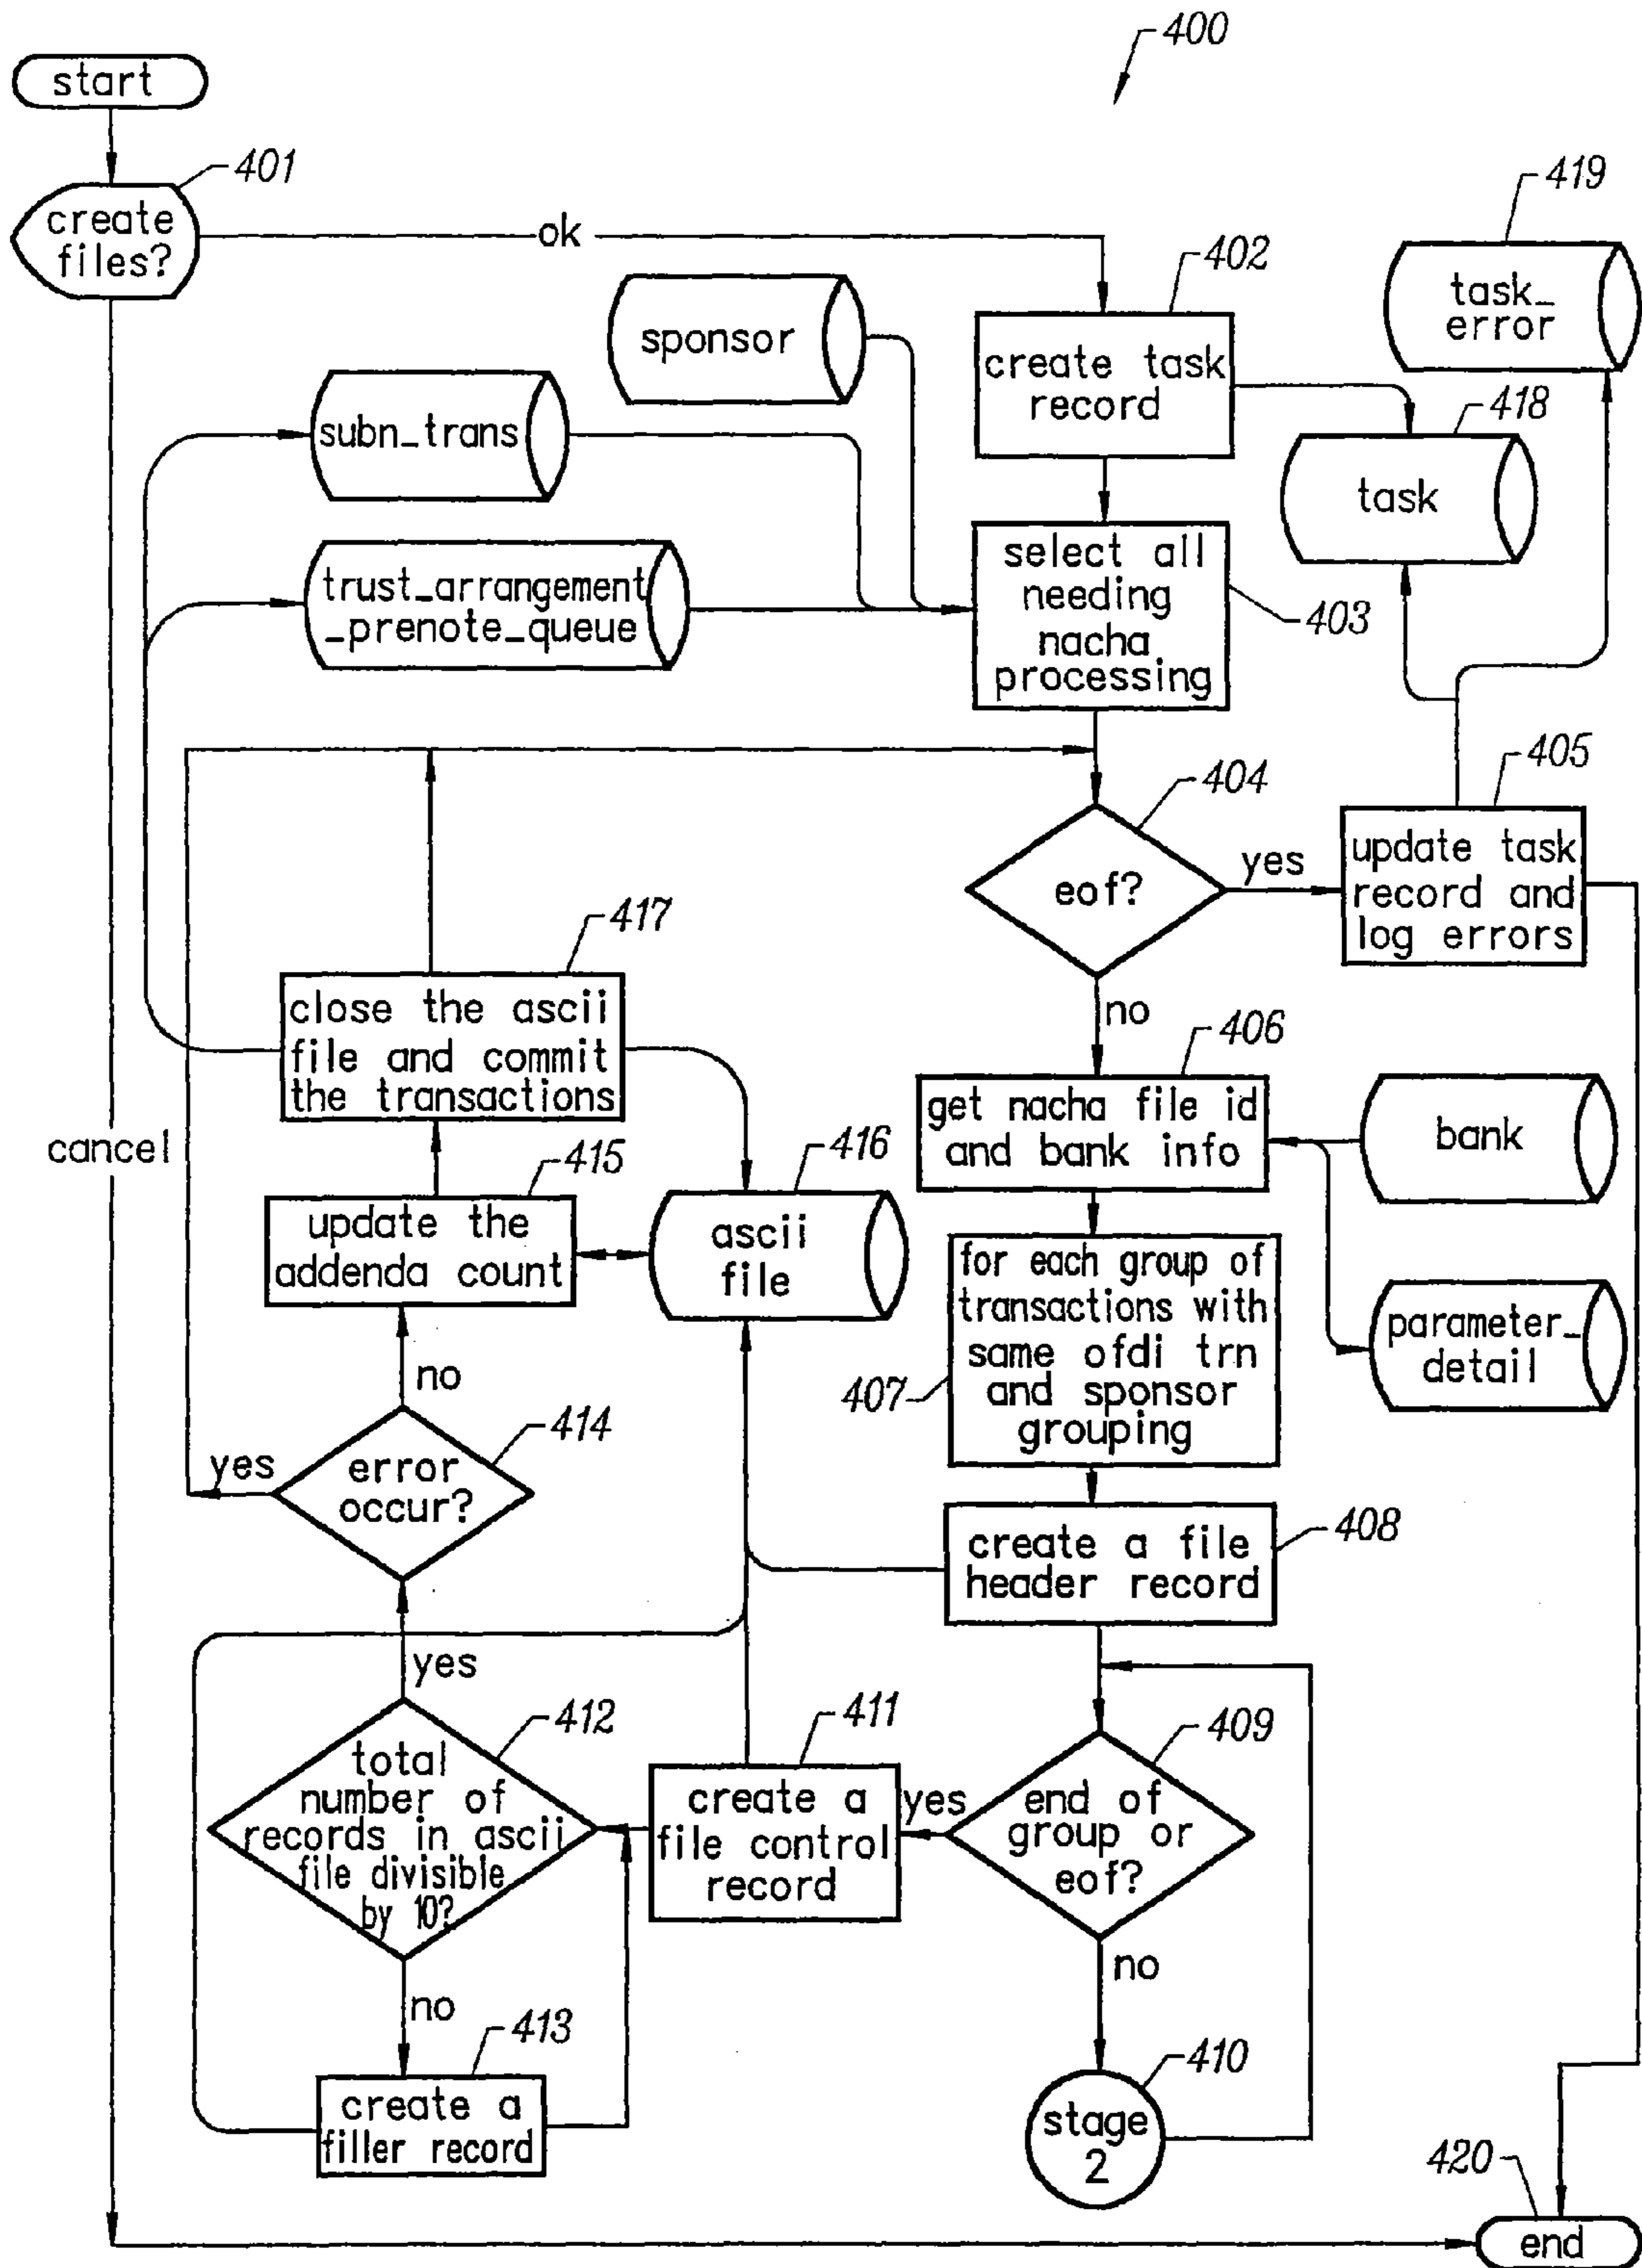 400
start
401
create
files?
ok
419
task_
error
402
sponsor
create task
record
418
subn_trans
task
select all
needing
nacha
processing
403
trust_arrangement
_prenote_queue
405
404
update task
record and
log errors
yes
eof?
417
close the ascii
file and commit
the transactions
no
406
get nacha file id
and bank info
bank
cancel
415
416
update the
addenda count
ascii
file
for each group of
transactions with
same ofdi trn
and sponsor
grouping
407
parameter_
detail
no
414
error
occur?
yes
408
create a file
header record
yes
412
411
409
total
number of
records in ascii
file divisible
by 10?
create a
file control
record
yes
end of
group or
eof?
no
no
413
410
create a
filler record
stage
2
420
end